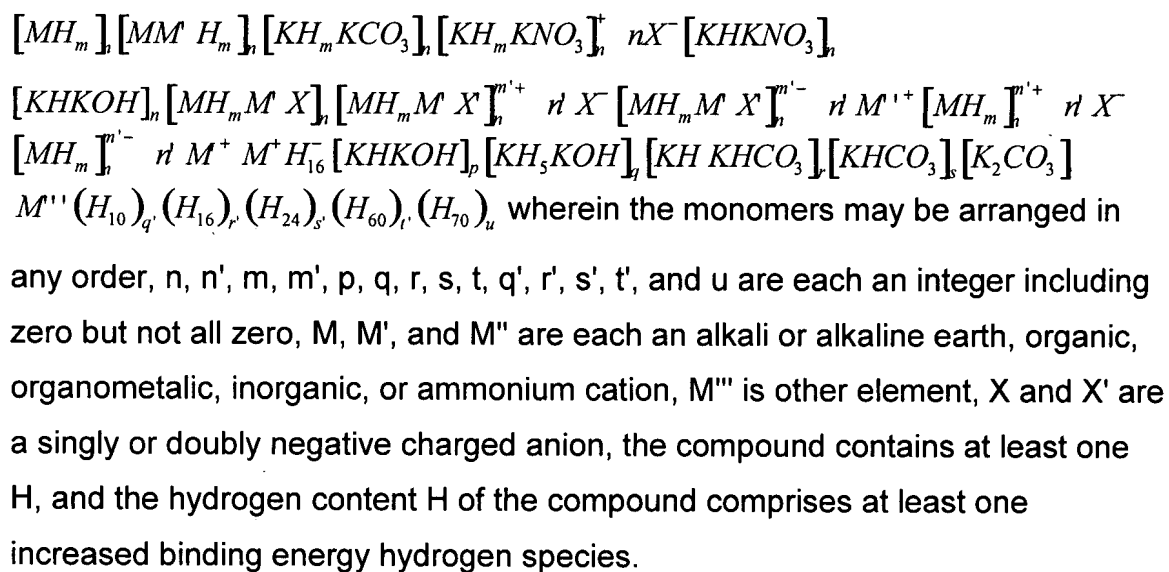 [MH_m]_n[MM' H_m]_n[KH_mKCO_3]_n[KH_mKNO_3]_n^+ nX^-[KHKNO_3]_n
[KHKOH]_n[MH_mM' X]_n[MH_mM' X']_n^{m'+} n' X^-[MH_mM' X']_n^{m'-} n' M'^+[MH_m]_n^{m'+} n' X^-
[MH_m]_n^{m'-} n' M^+ M^+H_{16}^-[KHKOH]_p[KH_5KOH]_q[KH KHCO_3]_r[KHCO_3]_s[K_2CO_3]
M''(H_{10})_{q'}(H_{16})_{r'}(H_{24})_{s'}(H_{60})_{t'}(H_{70})_u wherein the monomers may be arranged in
any order, n, n', m, m', p, q, r, s, t, q', r', s', t', and u are each an integer including
zero but not all zero, M, M', and M" are each an alkali or alkaline earth, organic,
organometalic, inorganic, or ammonium cation, M''' is other element, X and X' are
a singly or doubly negative charged anion, the compound contains at least one
H, and the hydrogen content H of the compound comprises at least one
increased binding energy hydrogen species.